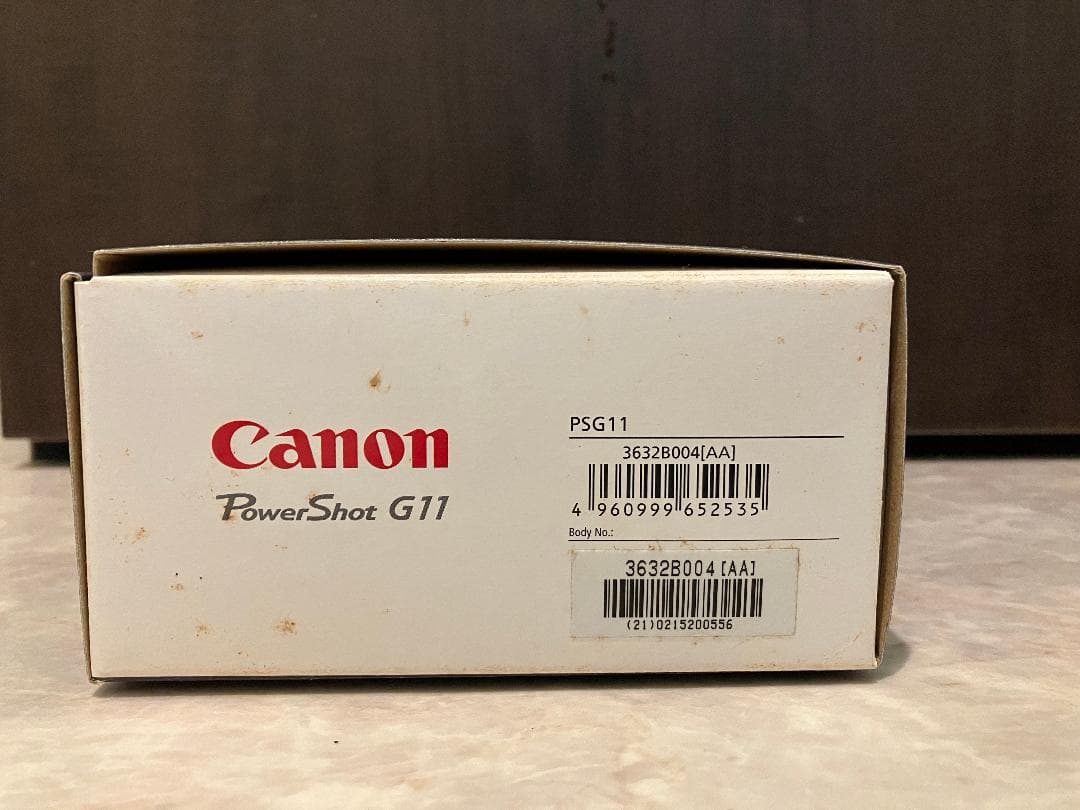 Canon
PowerShot G11
PSG11
3632B004[AA]
4 960999 652535
Body No.:
3632B004[AA]
(21)0215200556